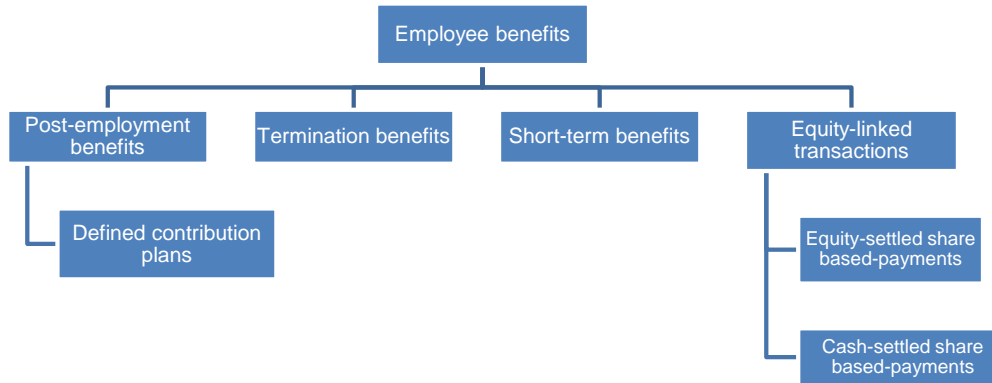 Employee benefits
Post-employment
benefits
Termination benefits
Short-term benefits
Equity-linked
transactions
Defined contribution
plans
Equity-settled share
based-payments
Cash-settled share
based-payments